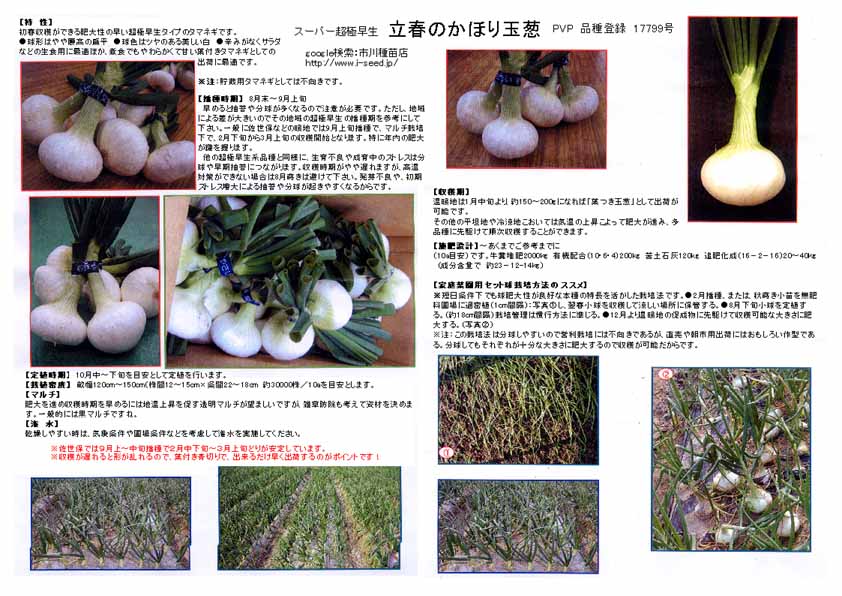 スーパー超極早生 立春のかほり玉葱 PVP 品種登録 17799号
google検索:市川種苗店
http://www.i-seed.jp/
【特 性】
初春収穫ができる肥大性の早い超極早生タイプのタマネギです。
●球形はやや腰高の扁平 ●球色はツヤのある美しい白 ●辛みがなくサラダ
などの生食用に最適ほか、煮食でもやわらかくて甘い葉付きタマネギとしての
出荷に最適です。
※注:貯蔵用タマネギとしては不向きです。
【播種時期】 8月末~9月上旬
早めると抽苔や分球が多くなるので注意が必要です。ただし、地域
による差が大きいのでその地域の超極早生の播種期を参考にして
下さい。一般に佐世保などの暖地では9月上旬播種で、マルチ栽培
下で、2月下旬から3月上旬の収穫開始となります。特に年内の肥大
が鍵を握ります。
他の超極早生系品種と同様に、生育不良や成育中のストレスは分
球や早期抽苔につながります。収穫時期がやや遅れますが、高温
対策ができない場合は8月蒔きは避けて下さい。発芽不良や、初期
ストレス増大による抽苔や分球が起きやすくなるからです。
【定植時期】 10月中~下旬を目安として定植を行います。
【栽植密度】 畝幅120cm~150cm(株間12~15cm×条間22~18cm 約30000株/10aを目安とします。
【マルチ】
肥大を進め収穫時期を早めるには地温上昇を促す透明マルチが望ましいですが、雑草防除も考えて資材を決めま
す。一般的には黒マルチですね。
【潅 水】
乾燥しやすい時は、気候条件や圃場条件などを考慮して潅水を実施してください。
※佐世保では9月上~中旬播種で2月中下旬~3月上旬どりが安定しています。
※収穫が遅れると形が乱れるので、葉付き青切りで、出来るだけ早く出荷するのがポイントです!
【収穫期】
温暖地は1月中旬より、約150~200gになれば「葉つき玉葱」として出荷が
可能です。
その他の平坦地や冷涼地においては気温の上昇によって肥大が進み、多
品種に先駆けて順次収穫することができます。
【施肥設計】~あくまでご参考までに
(10a目安)です。牛糞堆肥2000kg 有機配合(10・6・4)200kg 苦土石灰120kg 追肥化成(16-2-16)20~40kg
(成分含量で 約23-12-14kg)
【家庭菜園用セット球栽培方法のススメ】
※短日条件下でも球肥大性が良好な本種の特長を活かした栽培法です。●2月播種、または、秋蒔き小苗を無肥
料圃場に過密植(1cm間隔):写真①し、翌春小球を収穫して涼しい場所に保管する。●8月下旬小球を定植す
る。(約18cm間隔)栽培管理は慣行方法に準じる。●12月より温暖地の促成物に先駆けて収穫可能な大きさに肥
大する。(写真②)
※注:この栽培法は分球しやすいので営利栽培には不向きであるが、直売や朝市用出荷にはおもしろい作型であ
る。分球してもそれぞれが十分な大きさに肥大するので収穫が可能だからです。
①
②